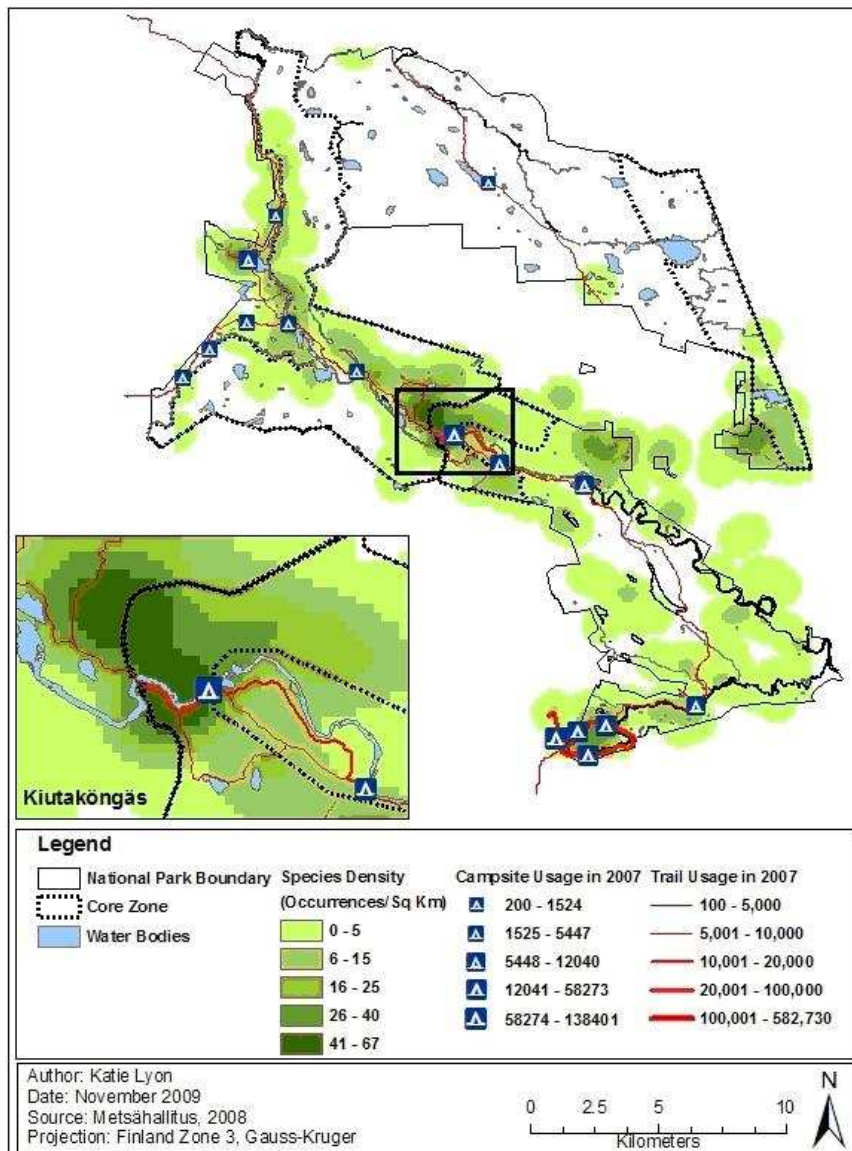 Kiutaköngäs
Legend
National Park Boundary
Core Zone
Water Bodies
Species Density
(Occurrences/ Sq Km)
0 - 5
6 - 15
16 - 25
26 - 40
41 - 67
Campsite Usage in 2007
200 - 1524
1525 - 5447
5448 - 12040
12041 - 58273
58274 - 138401
Trail Usage in 2007
100 - 5,000
5,001 - 10,000
10,001 - 20,000
20,001 - 100,000
100,001 - 582,730
Author: Katie Lyon
Date: November 2009
Source: Metsähallitus, 2008
Projection: Finland Zone 3, Gauss-Kruger
0 2.5 5 10
Kilometers
N